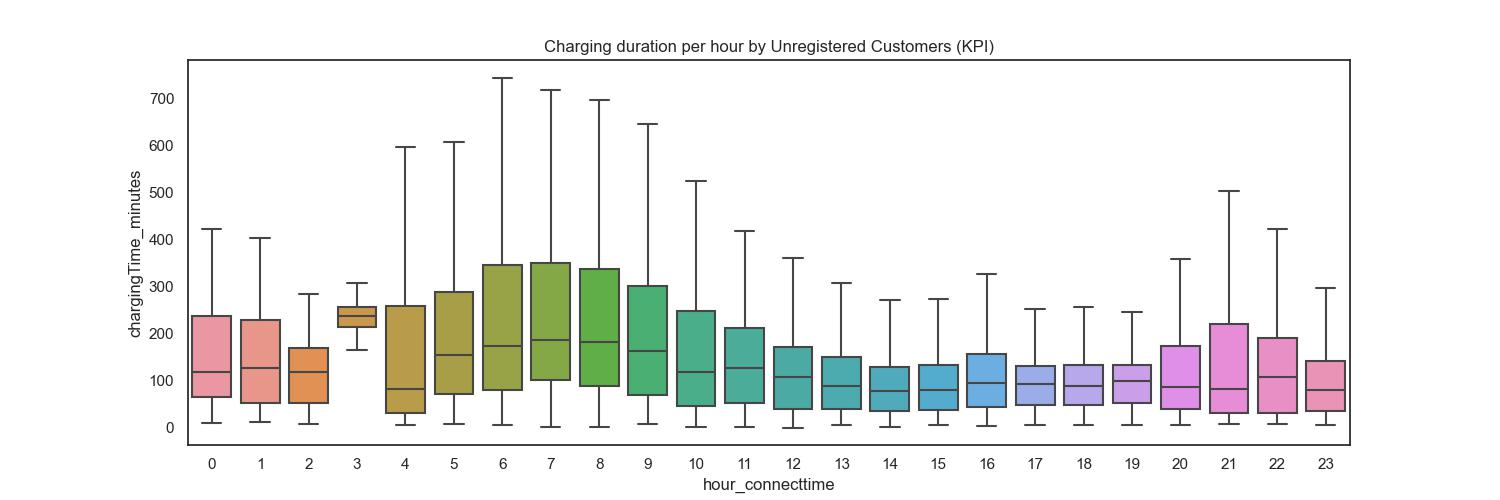 Charging duration per hour by Unregistered Customers (KPI)
chargingTime_minutes
700
600
500
400
300
200
100
0
0 1 2 3 4 5 6 7 8 9 10 11 12 13 14 15 16 17 18 19 20 21 22 23
hour_connecttime